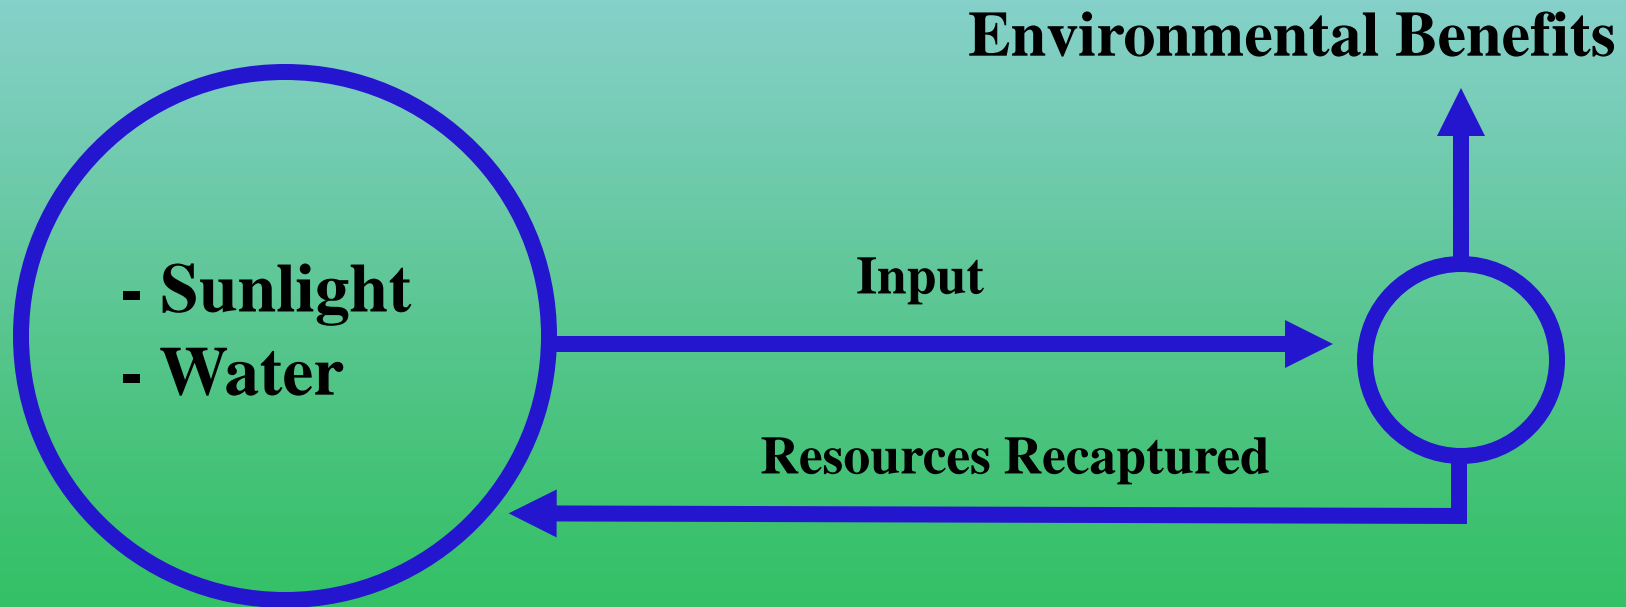 Environmental Benefits
- Sunlight
- Water
Input
Resources Recaptured